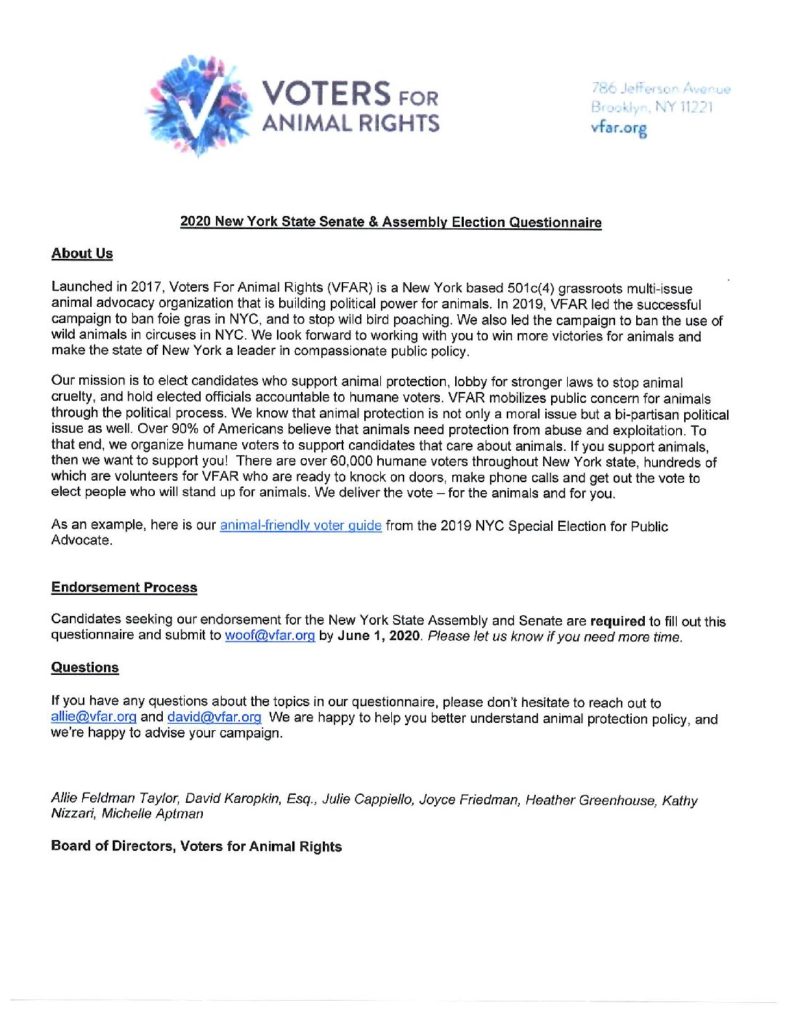 VOTERS FOR
ANIMAL RIGHTS
786 Jefferson Avenue
Brooklyn, NY 11221
vfar.org
2020 New York State Senate & Assembly Election Questionnaire
About Us
Launched in 2017, Voters For Animal Rights (VFAR) is a New York based 501c(4) grassroots multi-issue
animal advocacy organization that is building political power for animals. In 2019, VFAR led the successful
campaign to ban foie gras in NYC, and to stop wild bird poaching. We also led the campaign to ban the use of
wild animals in circuses in NYC. We look forward to working with you to win more victories for animals and
make the state of New York a leader in compassionate public policy.
Our mission is to elect candidates who support animal protection, lobby for stronger laws to stop animal
cruelty, and hold elected officials accountable to humane voters. VFAR mobilizes public concern for animals
through the political process. We know that animal protection is not only a moral issue but a bi-partisan political
issue as well. Over 90% of Americans believe that animals need protection from abuse and exploitation. To
that end, we organize humane voters to support candidates that care about animals. If you support animals,
then we want to support you! There are over 60,000 humane voters throughout New York state, hundreds of
which are volunteers for VFAR who are ready to knock on doors, make phone calls and get out the vote to
elect people who will stand up for animals. We deliver the vote – for the animals and for you.
As an example, here is our animal-friendly voter guide from the 2019 NYC Special Election for Public
Advocate.
Endorsement Process
Candidates seeking our endorsement for the New York State Assembly and Senate are required to fill out this
questionnaire and submit to woof@vfar.org by June 1, 2020. Please let us know if you need more time.
Questions
If you have any questions about the topics in our questionnaire, please don't hesitate to reach out to
allie@vfar.org and david@vfar.org We are happy to help you better understand animal protection policy, and
we're happy to advise your campaign.
Allie Feldman Taylor, David Karopkin, Esq., Julie Cappiello, Joyce Friedman, Heather Greenhouse, Kathy
Nizzari, Michelle Aptman
Board of Directors, Voters for Animal Rights